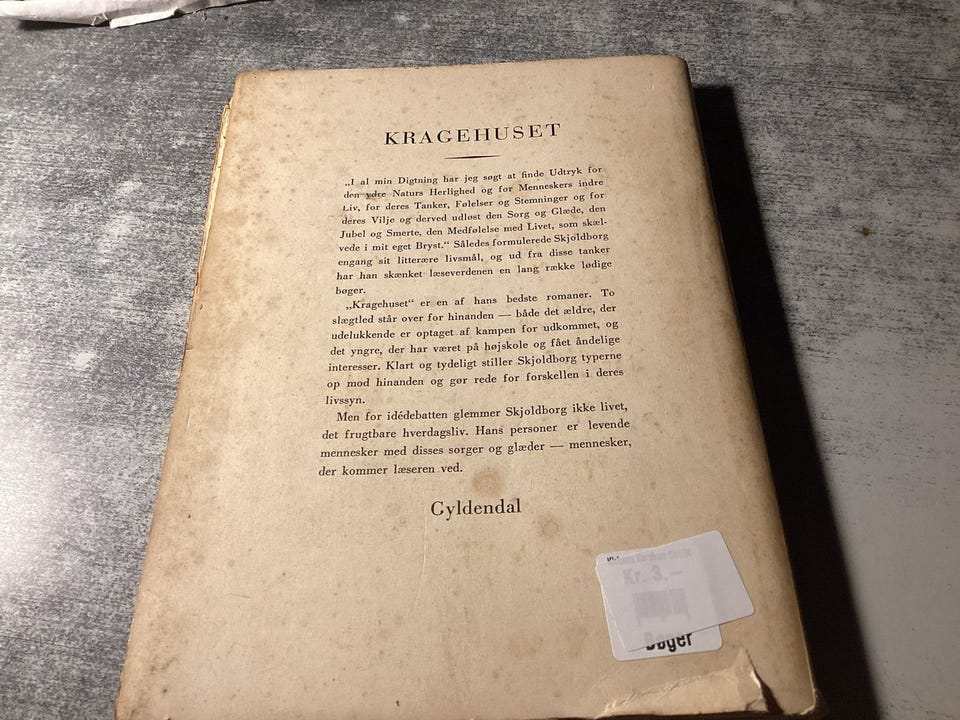 KRAGEHUSET
„I al min Digtning har jeg søgt at finde Udtryk for
den ydre Naturs Herlighed og for Menneskers indre
Liv, for deres Tanker, Følelser og Stemninger og for
deres Vilje og derved udløst den Sorg og Glæde, den
Jubel og Smerte, den Medfølelse med Livet, som skæl-
vede i mit eget Bryst.“ Således formulerede Skjoldborg
engang sit litterære livsmål, og ud fra disse tanker
har han skænket læseverdenen en lang række lødige
bøger.
„Kragehuset“ er en af hans bedste romaner. To
slægtled står over for hinanden — både det ældre, der
udelukkende er optaget af kampen for udkommet, og
det yngre, der har været på højskole og fået åndelige
interesser. Klart og tydeligt stiller Skjoldborg typerne
op mod hinanden og gør rede for forskellen i deres
livssyn.
Men for idédebatten glemmer Skjoldborg ikke livet,
det frugtbare hverdagsliv. Hans personer er levende
mennesker med disses sorger og glæder — mennesker,
der kommer læseren ved.
Gyldendal
Kr. 3,–
Bøger